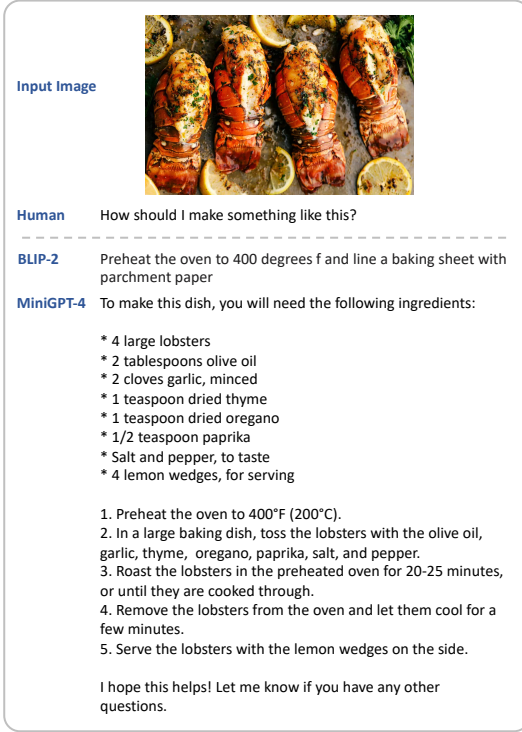 Input Image
Human How should I make something like this?
BLIP-2 Preheat the oven to 400 degrees f and line a baking sheet with
parchment paper
MiniGPT-4 To make this dish, you will need the following ingredients:
* 4 large lobsters
* 2 tablespoons olive oil
* 2 cloves garlic, minced
* 1 teaspoon dried thyme
* 1 teaspoon dried oregano
* 1/2 teaspoon paprika
* Salt and pepper, to taste
* 4 lemon wedges, for serving
1. Preheat the oven to 400°F (200°C).
2. In a large baking dish, toss the lobsters with the olive oil,
garlic, thyme, oregano, paprika, salt, and pepper.
3. Roast the lobsters in the preheated oven for 20-25 minutes,
or until they are cooked through.
4. Remove the lobsters from the oven and let them cool for a
few minutes.
5. Serve the lobsters with the lemon wedges on the side.
I hope this helps! Let me know if you have any other
questions.